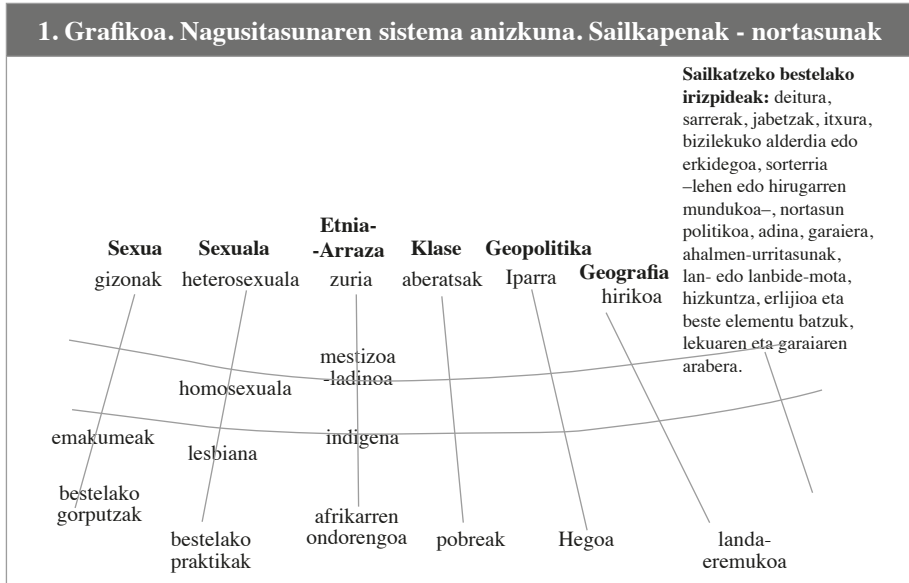 1. Grafikoa. Nagusitasunaren sistema anizkuna. Sailkapenak - nortasunak
Sailkatzeko bestelako
irizpideak: deitura,
sarrerak, jabetzak, itxura,
bizilekuko alderdia edo
erkidegoa, sorterria
–lehen edo hirugarren
mundukoa–, nortasun
politikoa, adina, garaiera,
ahalmen-urritasunak,
lan- edo lanbide-mota,
hizkuntza, erlijioa eta
beste elementu batzuk,
lekuaren eta garaiaren
arabera.
Sexua
gizonak
emakumeak
bestelako
gorputzak
Sexuala
heterosexuala
homosexuala
lesbiana
bestelako
praktikak
Etnia-
-Arraza
zuria
mestizoa
-ladinoa
indigena
afrikarren
ondorengoa
Klase
aberatsak
pobreak
Geopolitika
Iparra
Hegoa
Geografia
hirikoa
landa-
eremukoa